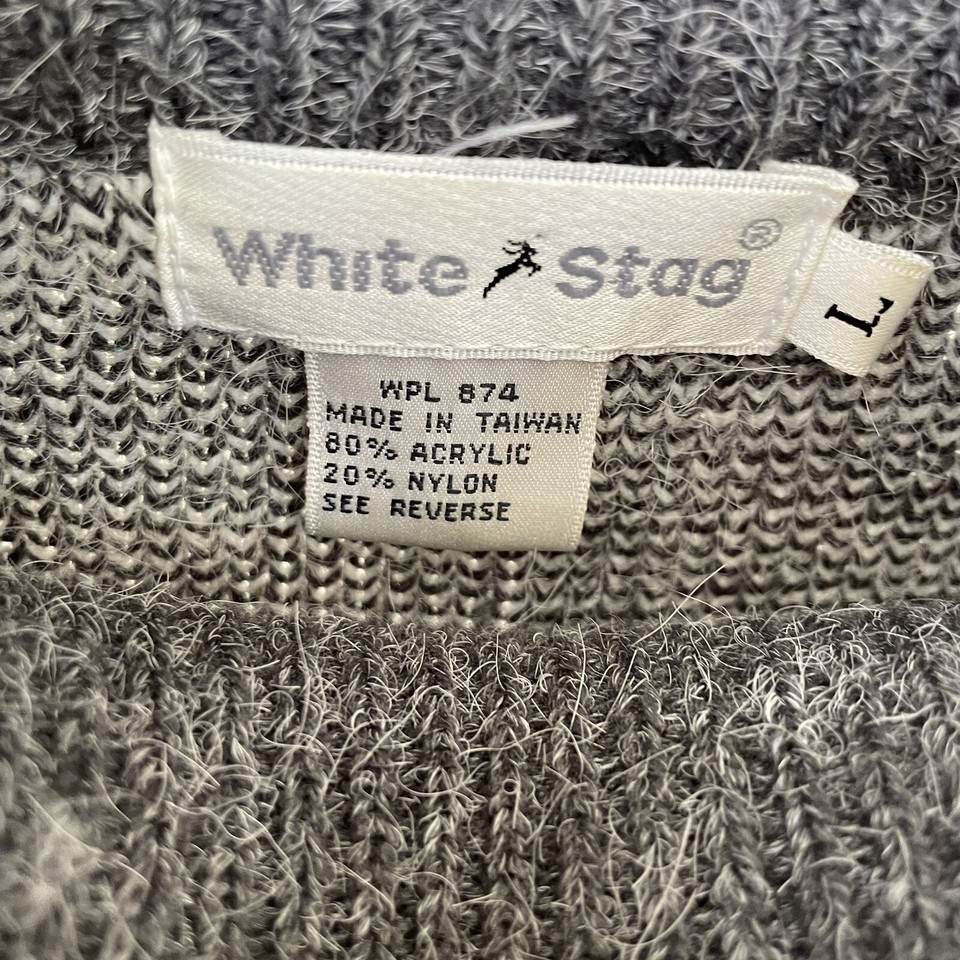 White Stag®
L
WPL 874
MADE IN TAIWAN
80% ACRYLIC
20% NYLON
SEE REVERSE